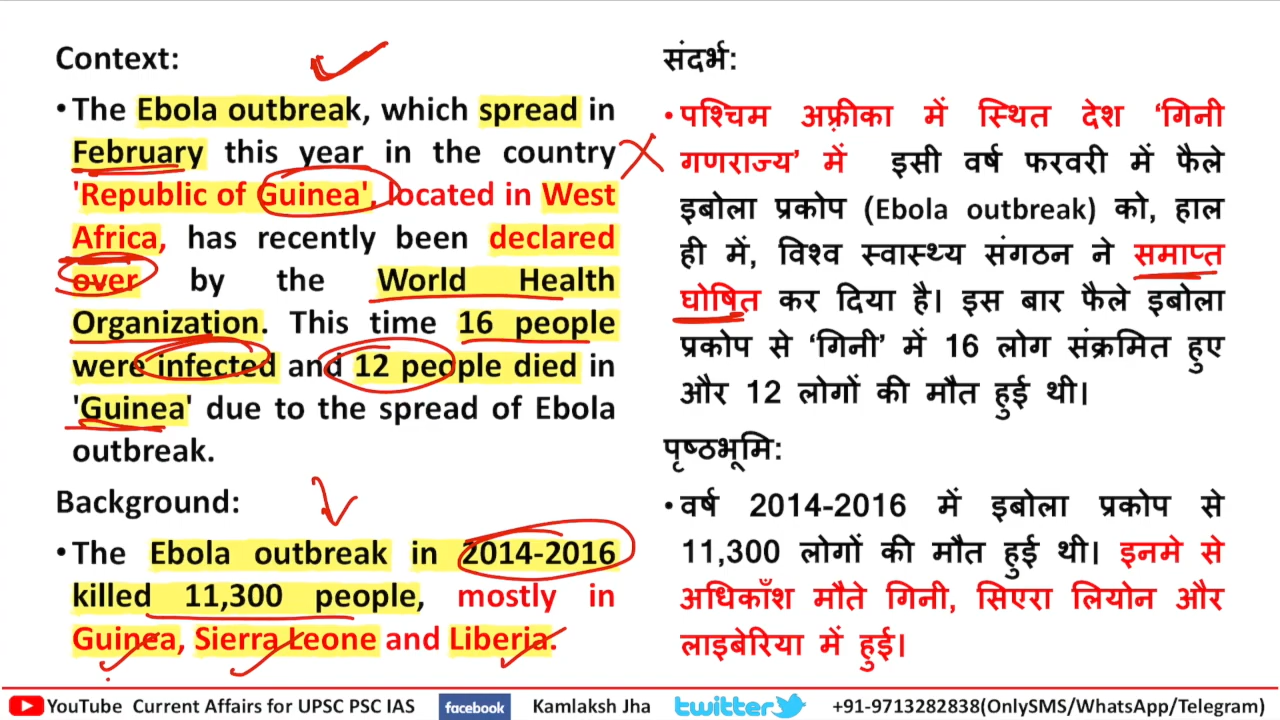 Context:
• The Ebola outbreak, which spread in
February this year in the country
'Republic of Guinea', located in West
Africa, has recently been declared
over by the World Health
Organization. This time 16 people
were infected and 12 people died in
'Guinea' due to the spread of Ebola
outbreak.
Background:
• The Ebola outbreak in 2014-2016
killed 11,300 people, mostly in
Guinea, Sierra Leone and Liberia.
संदर्भ:
• पश्चिम अफ़्रीका में स्थित देश 'गिनी
गणराज्य' में इसी वर्ष फरवरी में फैले
इबोला प्रकोप (Ebola outbreak) को, हाल
ही में, विश्व स्वास्थ्य संगठन ने समाप्त
घोषित कर दिया है। इस बार फैले इबोला
प्रकोप से 'गिनी' में 16 लोग संक्रमित हुए
और 12 लोगों की मौत हुई थी।
पृष्ठभूमि:
• वर्ष 2014-2016 में इबोला प्रकोप से
11,300 लोगों की मौत हुई थी। इनमे से
अधिकाँश मौते गिनी, सिएरा लियोन और
लाइबेरिया में हुई।
YouTube Current Affairs for UPSC PSC IAS facebook Kamlaksh Jha twitter +91-9713282838(OnlySMS/WhatsApp/Telegram)